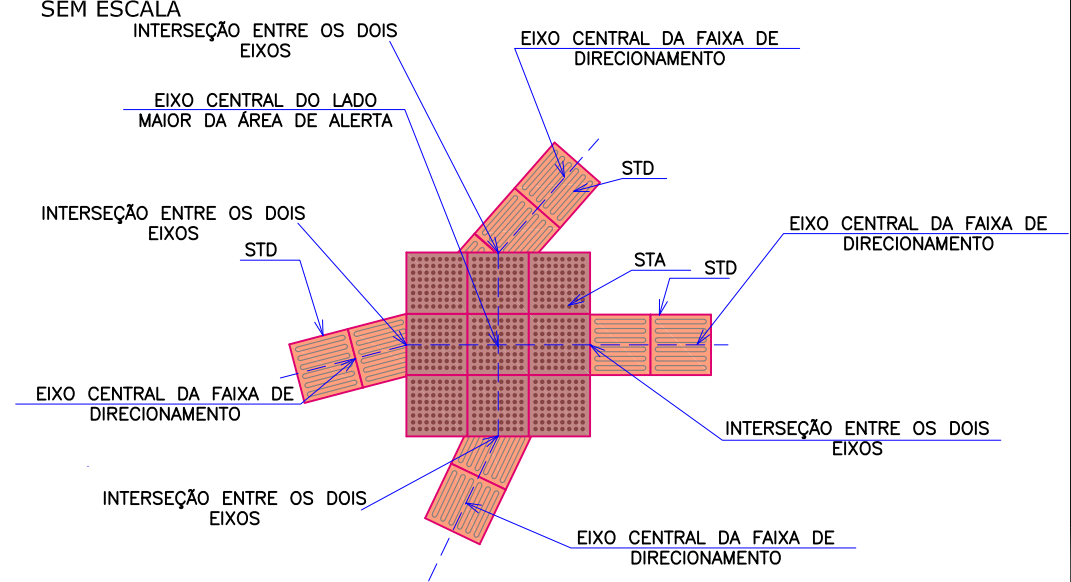 SEM ESCALA
INTERSEÇÃO ENTRE OS DOIS
EIXOS
EIXO CENTRAL DA FAIXA DE
DIRECIONAMENTO
EIXO CENTRAL DO LADO
MAIOR DA ÁREA DE ALERTA
STD
INTERSEÇÃO ENTRE OS DOIS
EIXOS
STD
EIXO CENTRAL DA FAIXA DE
DIRECIONAMENTO
STA
STD
EIXO CENTRAL DA FAIXA DE
DIRECIONAMENTO
INTERSEÇÃO ENTRE OS DOIS
EIXOS
INTERSEÇÃO ENTRE OS DOIS
EIXOS
EIXO CENTRAL DA FAIXA DE
DIRECIONAMENTO